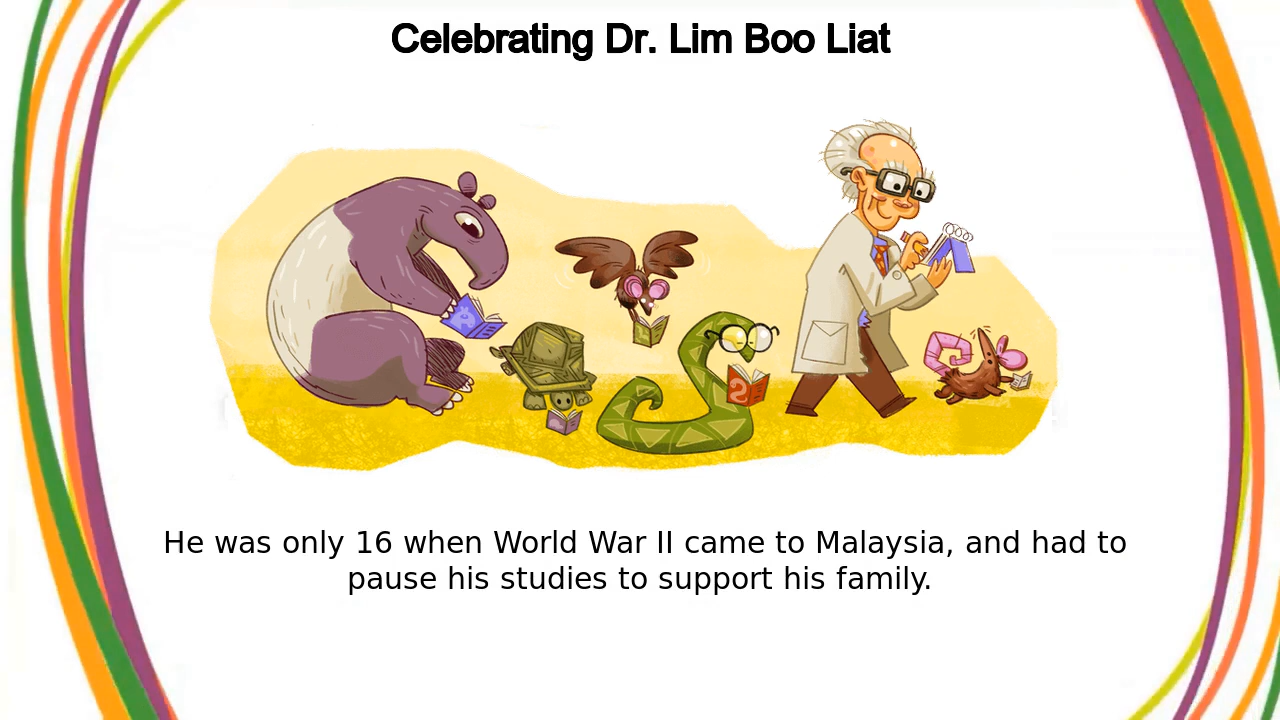 Celebrating Dr. Lim Boo Liat
He was only 16 when World War II came to Malaysia, and had to
pause his studies to support his family.